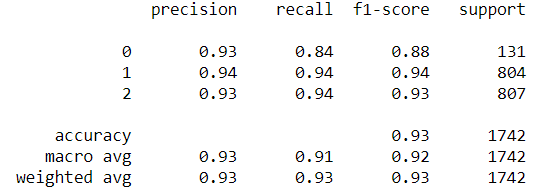 precision recall f1-score support
0 0.93 0.84 0.88 131
1 0.94 0.94 0.94 804
2 0.93 0.94 0.93 807
accuracy 0.93 1742
macro avg 0.93 0.91 0.92 1742
weighted avg 0.93 0.93 0.93 1742